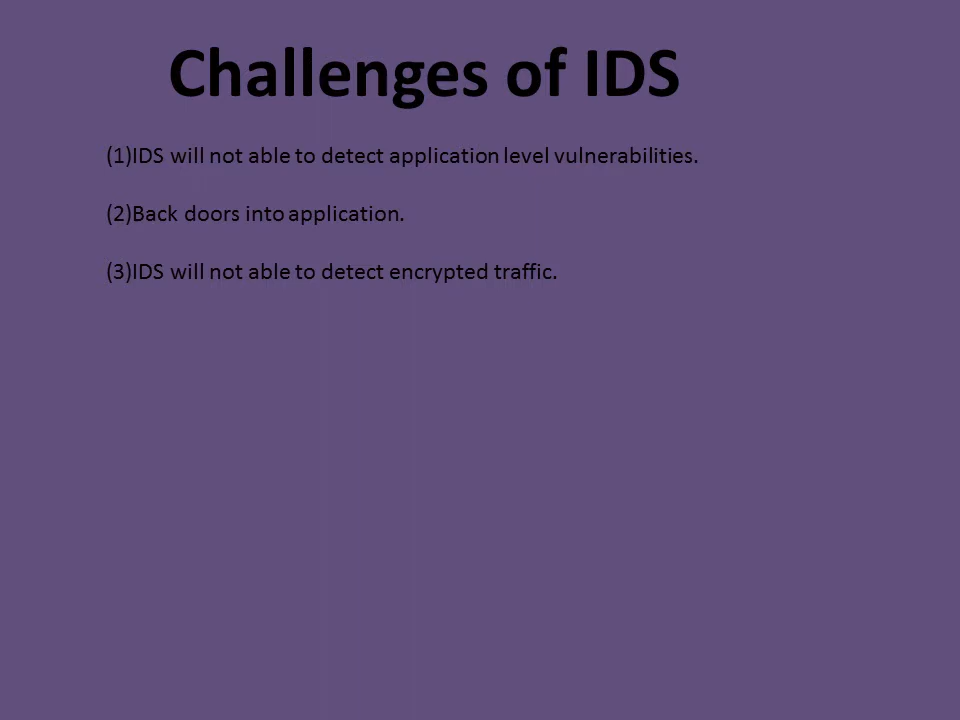 Challenges of IDS
(1)IDS will not able to detect application level vulnerabilities.
(2)Back doors into application.
(3)IDS will not able to detect encrypted traffic.